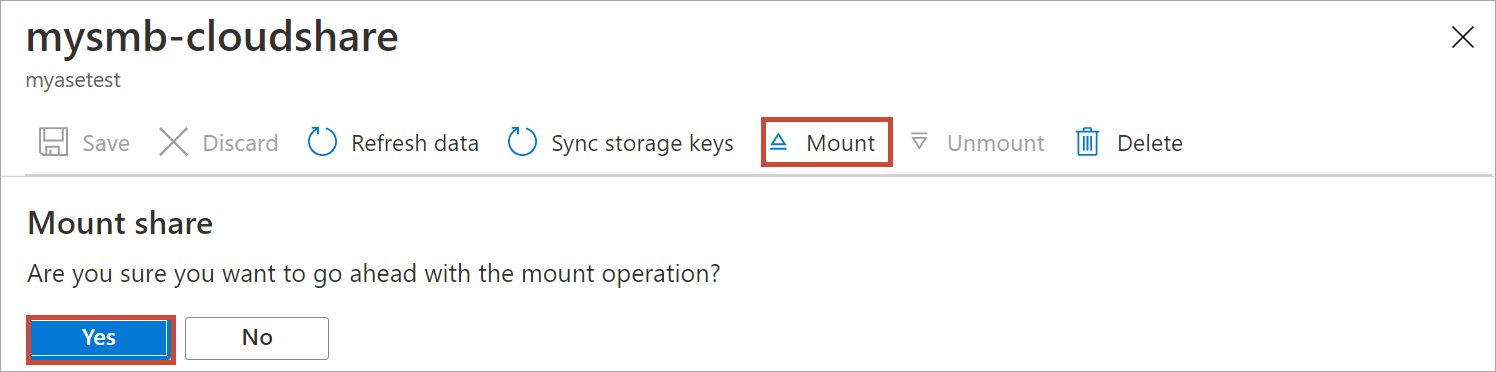 mysmb-cloudshare
myasetest
Save Discard Refresh data Sync storage keys Mount Unmount Delete
Mount share
Are you sure you want to go ahead with the mount operation?
Yes No